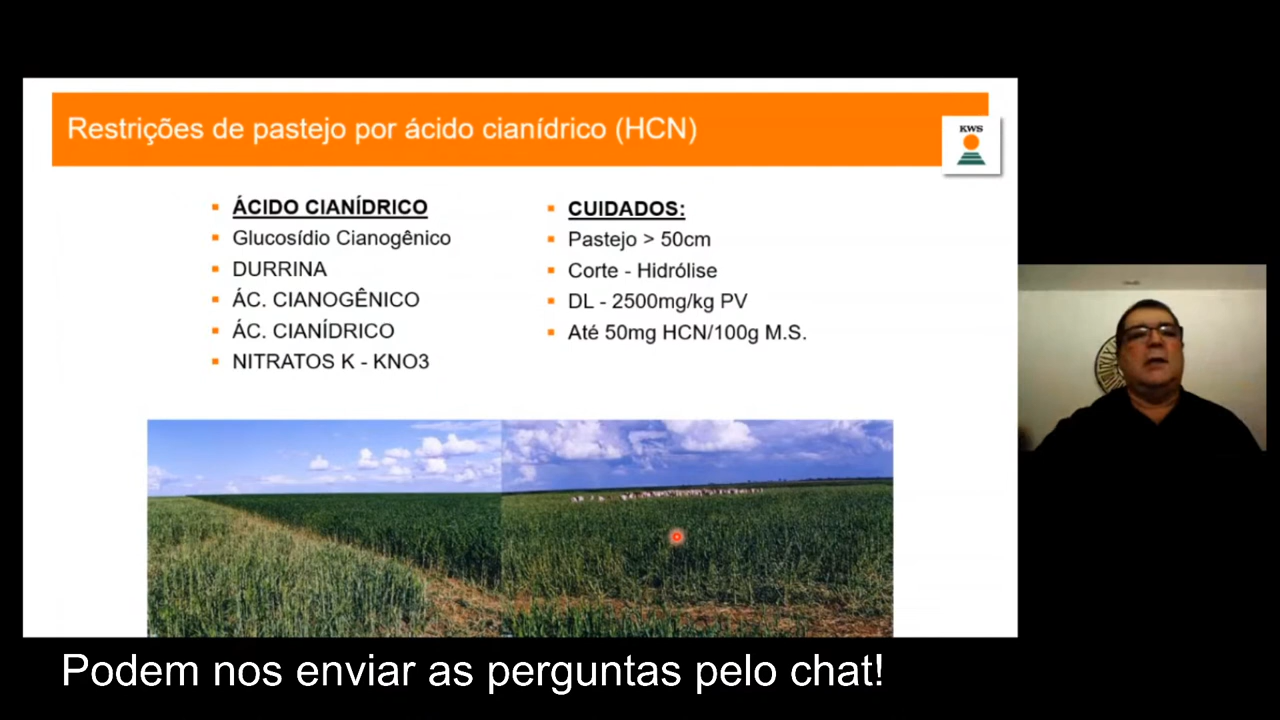 Restrições de pastejo por ácido cianídrico (HCN)
KWS
ÁCIDO CIANÍDRICO
Glucosídio Cianogênico
DURRINA
ÁC. CIANOGÊNICO
ÁC. CIANÍDRICO
NITRATOS K - KNO3
CUIDADOS:
Pastejo > 50cm
Corte - Hidrólise
DL - 2500mg/kg PV
Até 50mg HCN/100g M.S.
Podem nos enviar as perguntas pelo chat!